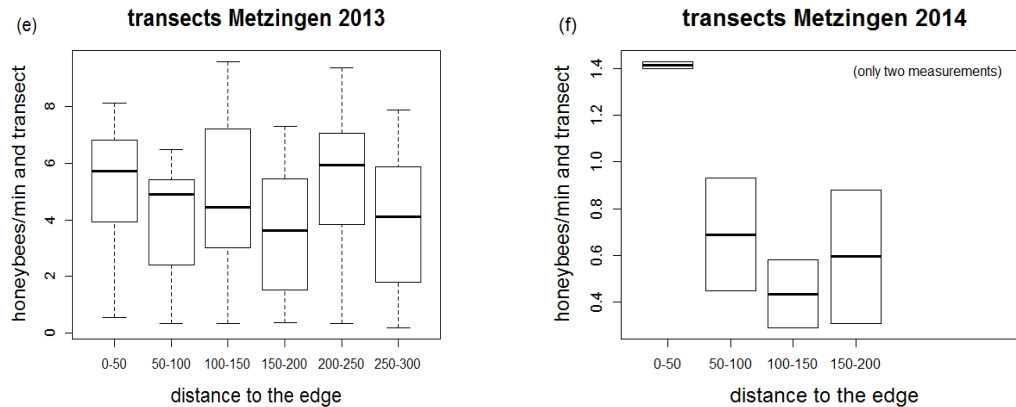 (e)
transects Metzingen 2013
honeybees/min and transect
8
6
4
2
0
0-50 50-100 100-150 150-200 200-250 250-300
distance to the edge
(f)
transects Metzingen 2014
(only two measurements)
honeybees/min and transect
1.4
1.2
1.0
0.8
0.6
0.4
0-50 50-100 100-150 150-200
distance to the edge